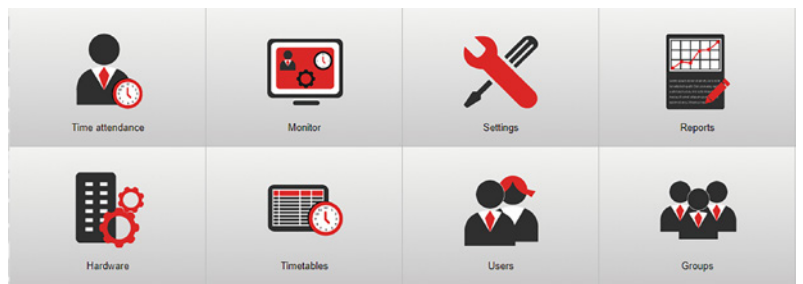 Time attendance
Monitor
Settings
Reports
Hardware
Timetables
Users
Groups